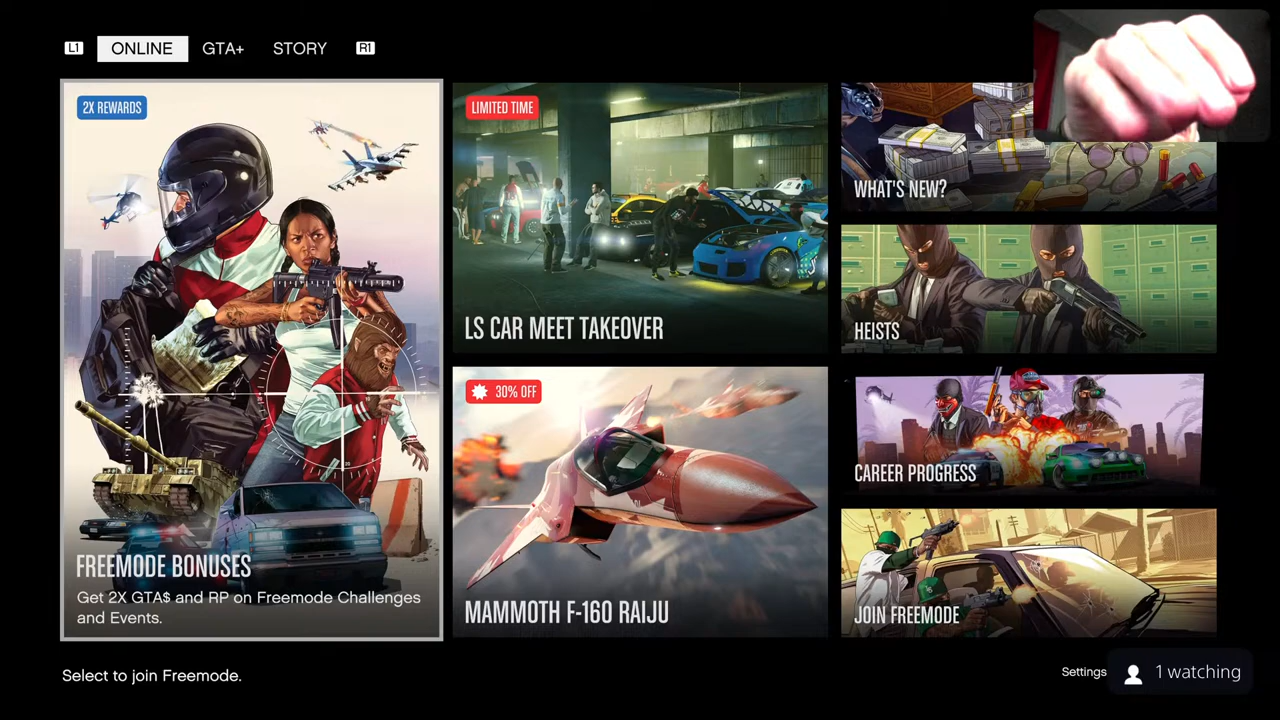 L1 ONLINE GTA+ STORY R1
2X REWARDS
FREEMODE BONUSES
Get 2X GTA$ and RP on Freemode Challenges
and Events.
LIMITED TIME
LS CAR MEET TAKEOVER
30% OFF
MAMMOTH F-160 RAIJU
WHAT'S NEW?
HEISTS
CAREER PROGRESS
JOIN FREEMODE
Select to join Freemode.
Settings
1 watching